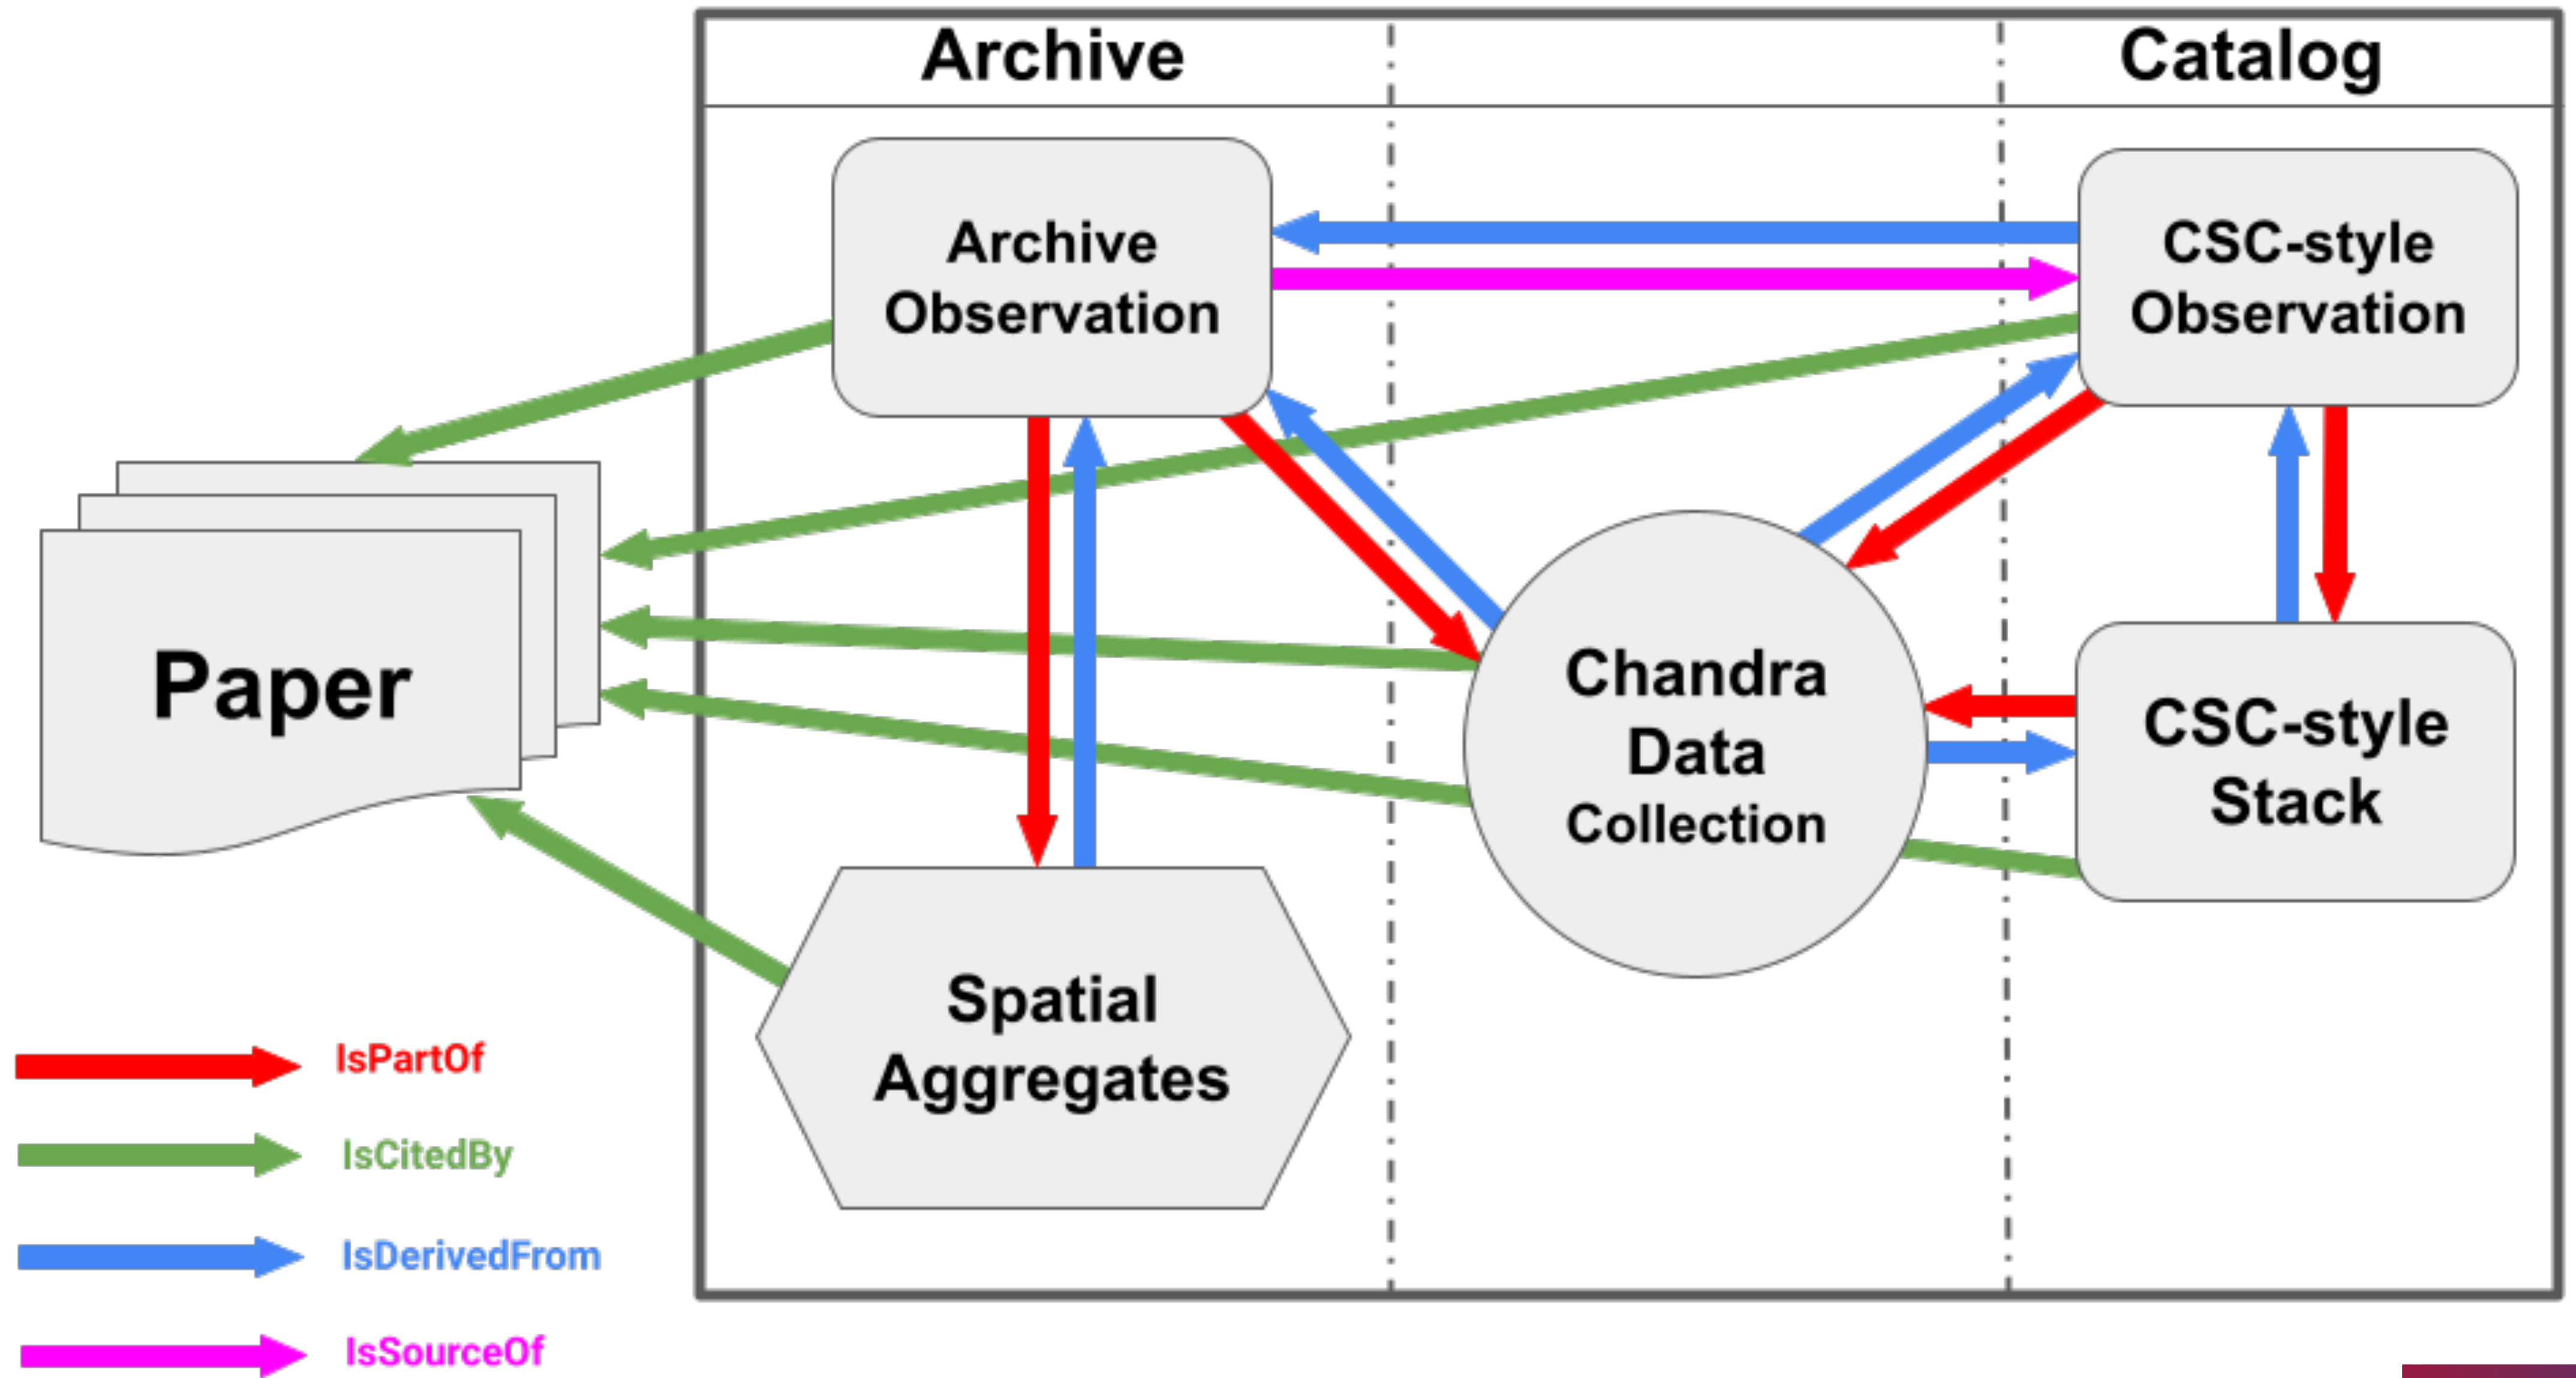 Archive
Catalog
Archive
Observation
CSC-style
Observation
Paper
Chandra
Data
Collection
CSC-style
Stack
Spatial
Aggregates
IsPartOf
IsCitedBy
IsDerivedFrom
IsSourceOf